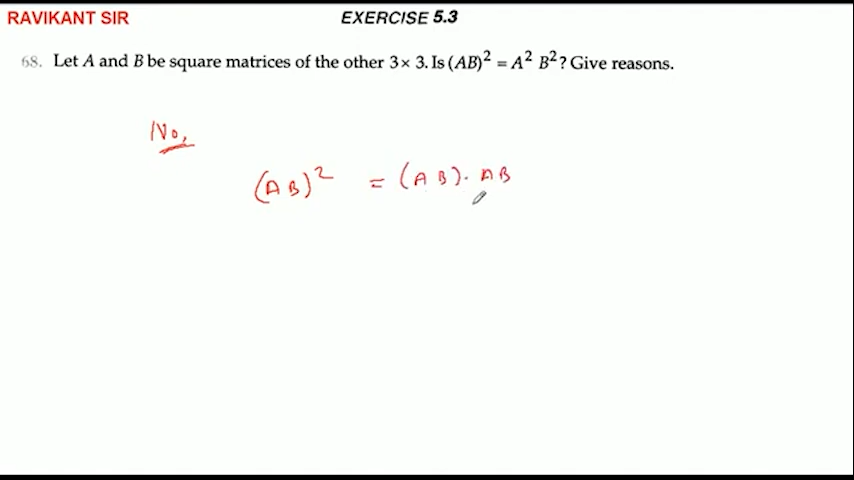 RAVIKANT SIR
EXERCISE 5.3
68. Let A and B be square matrices of the other 3 × 3. Is (AB)² = A² B²? Give reasons.
No,
(AB)² = (AB). AB